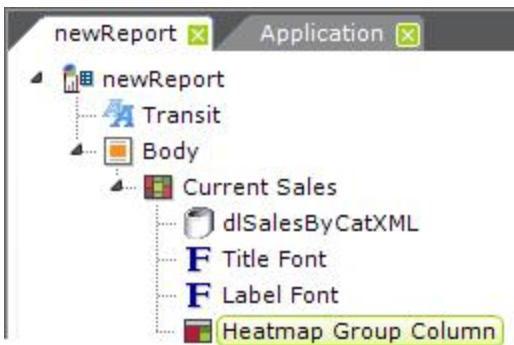 newReport Application
newReport
Transit
Body
Current Sales
dlSalesByCatXML
Title Font
Label Font
Heatmap Group Column